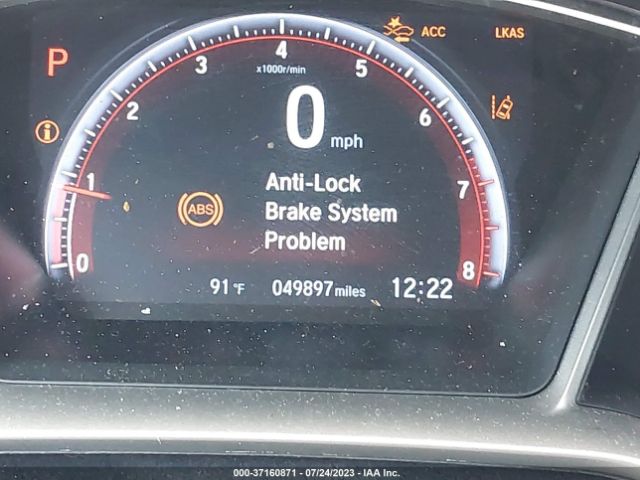 ACC
LKAS
P
4
3
5
x1000r/min
2
6
0 mph
i
1
7
Anti-Lock
ABS
Brake System
Problem
0
8
91°F
049897 miles
12:22
000-37160871 / 07/24/2023 - IAA Inc.